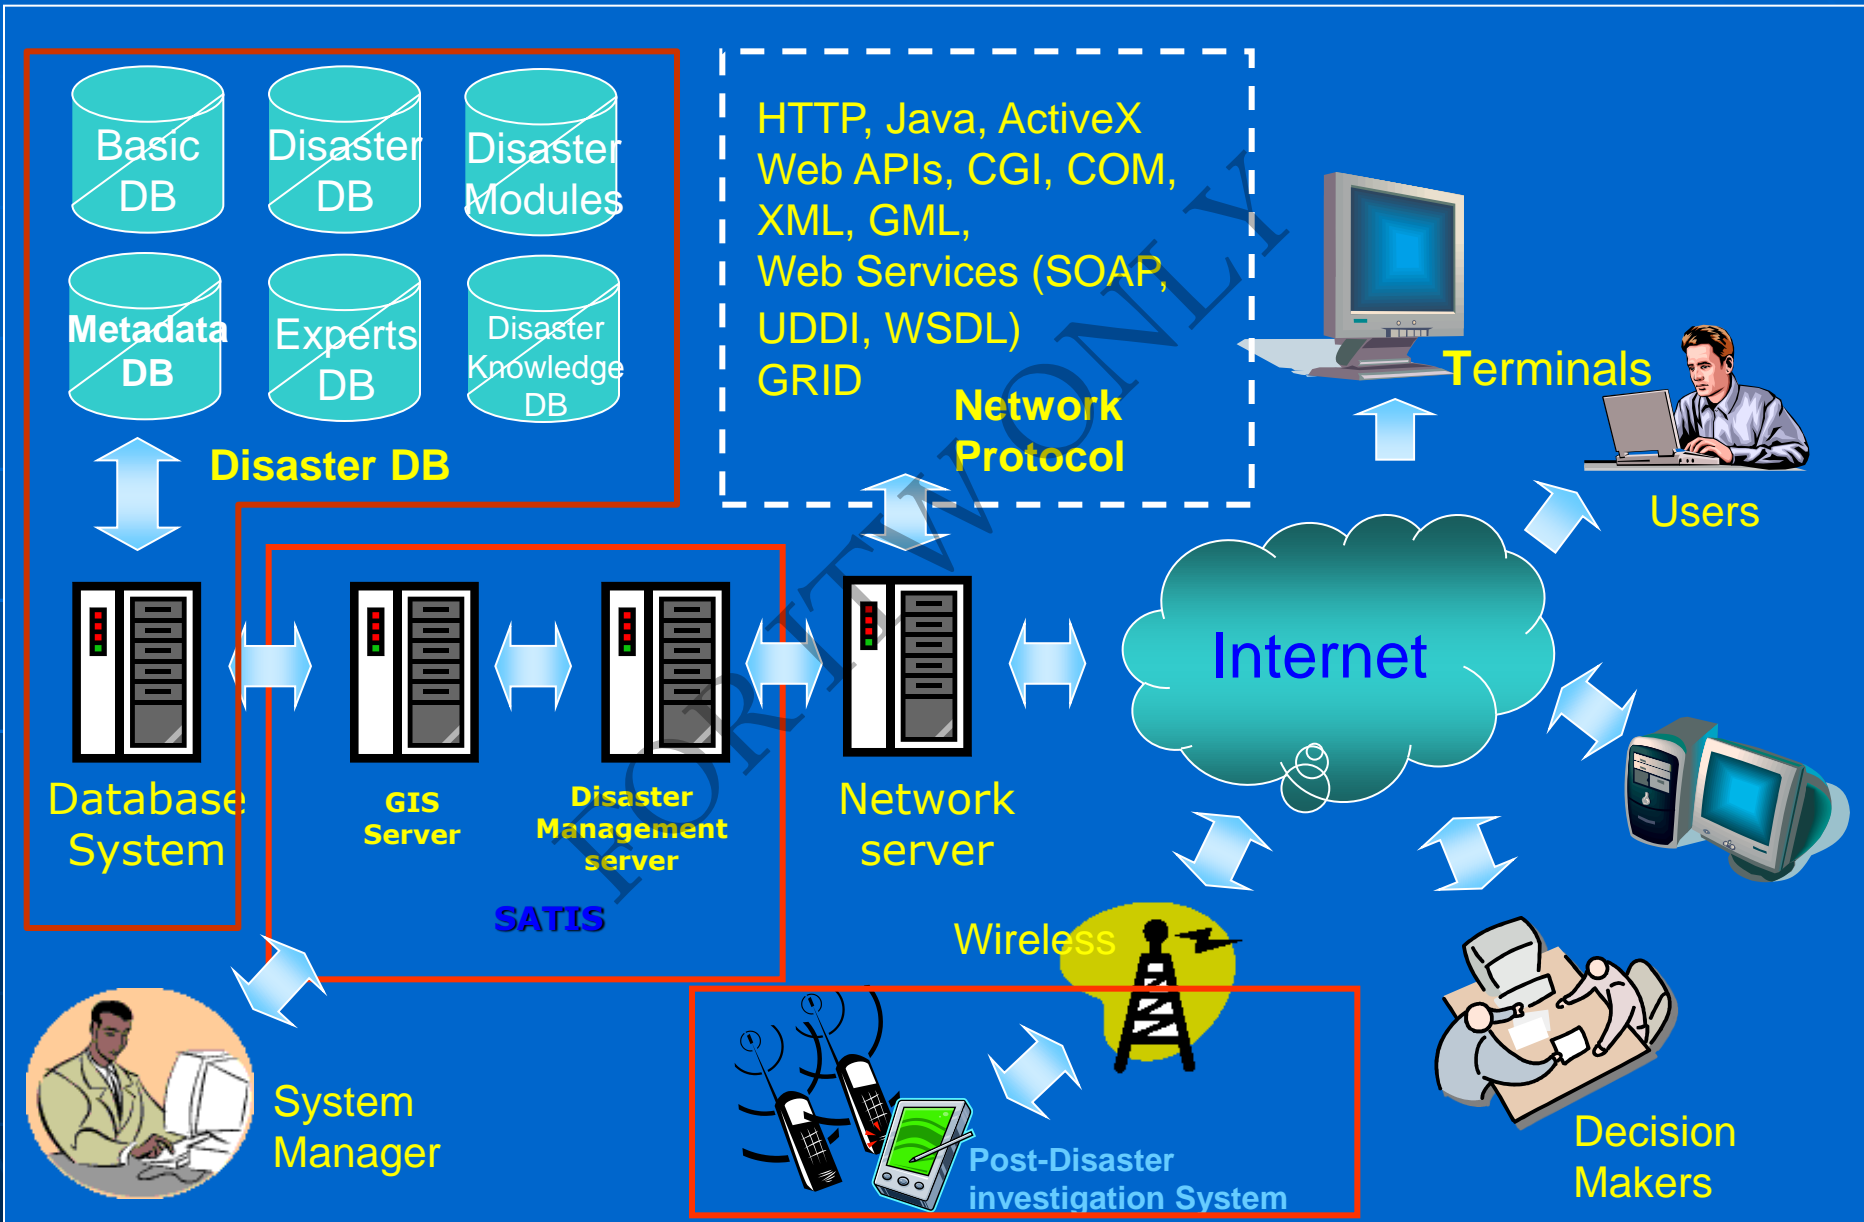 Basic
DB
Disaster
DB
Disaster
Modules
Metadata
DB
Experts
DB
Disaster
Knowledge
DB
Disaster DB
HTTP, Java, ActiveX
Web APIs, CGI, COM,
XML, GML,
Web Services (SOAP,
UDDI, WSDL)
GRID
Network
Protocol
Terminals
Users
Internet
Database
System
GIS
Server
Disaster
Management
server
SATIS
Network
server
Wireless
System
Manager
Post-Disaster
investigation System
Decision
Makers
FOR ITW ONLY